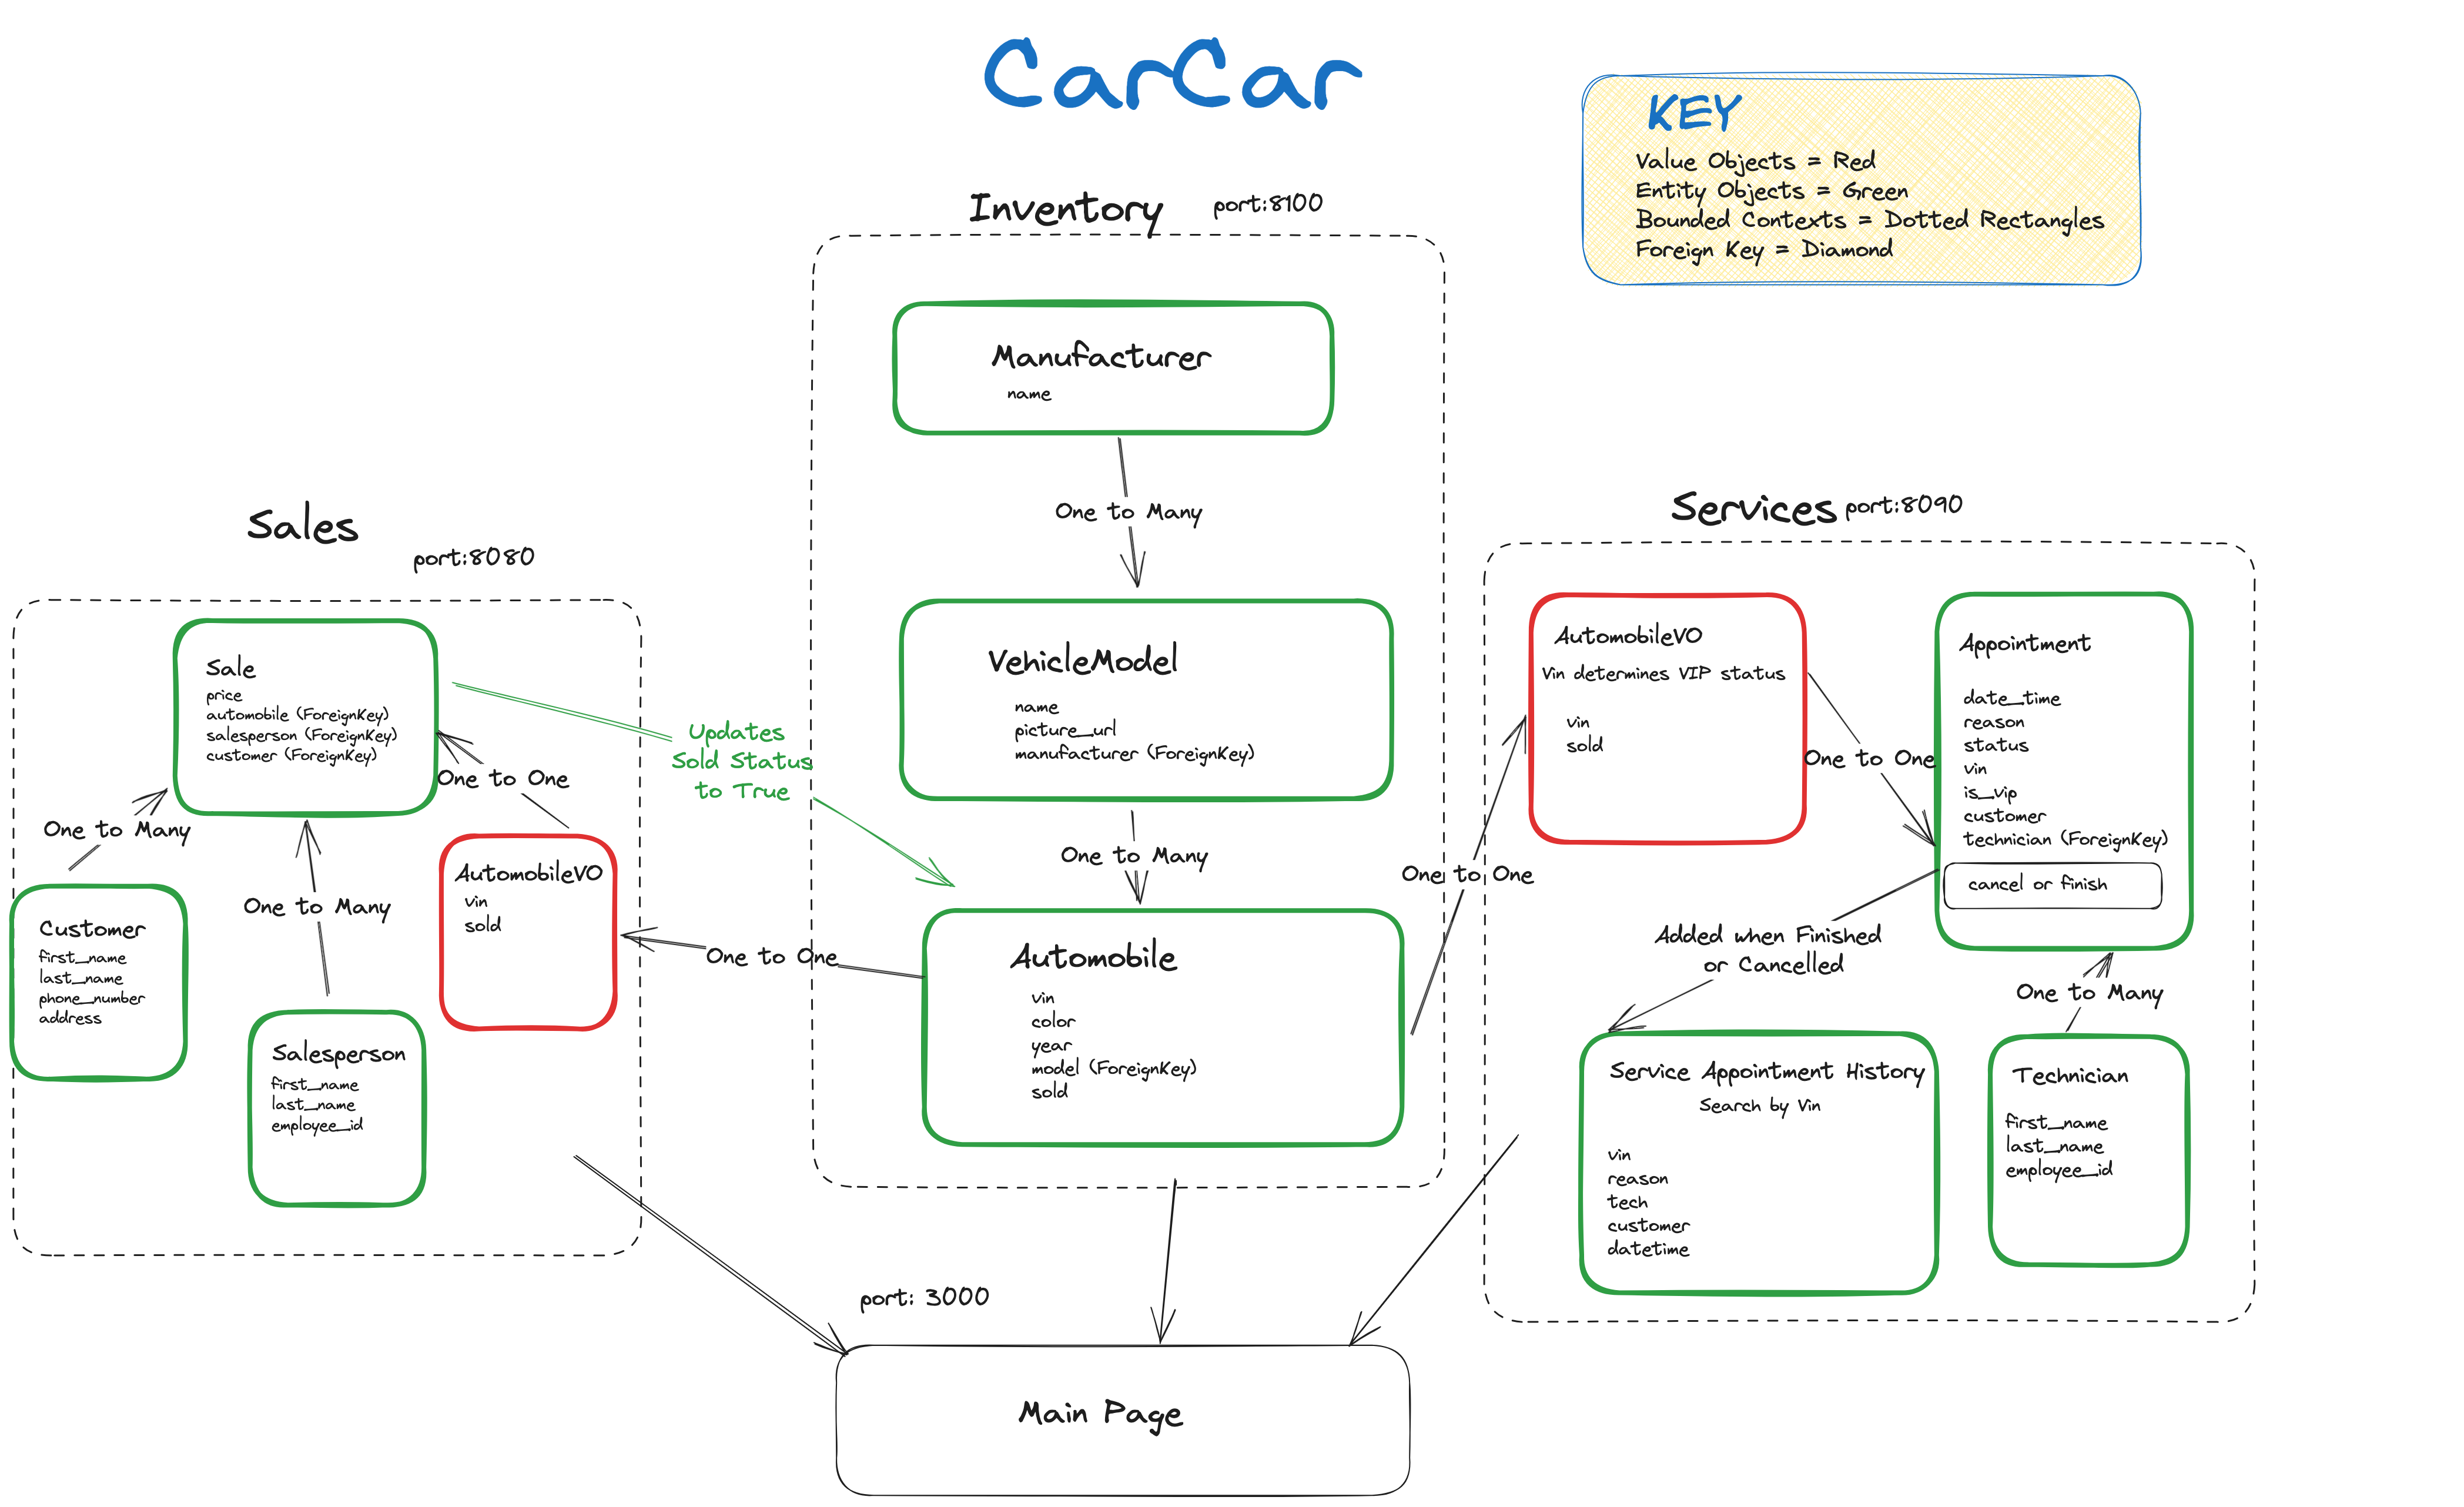 CarCar
KEY
Value Objects = Red
Entity Objects = Green
Bounded Contexts = Dotted Rectangles
Foreign Key = Diamond
Inventory
port:8100
Manufacturer
name
One to Many
VehicleModel
name
picture_url
manufacturer (ForeignKey)
One to Many
Automobile
vin
color
year
model (ForeignKey)
sold
Sales
port:8080
Sale
price
automobile (ForeignKey)
salesperson (ForeignKey)
customer (ForeignKey)
Updates
Sold Status
to True
One to One
One to Many
One to Many
AutomobileVO
vin
sold
One to One
Customer
first_name
last_name
phone_number
address
Salesperson
first_name
last_name
employee_id
Services
port:8090
AutomobileVO
Vin determines VIP status
vin
sold
One to One
One to One
Appointment
date_time
reason
status
vin
is_vip
customer
technician (ForeignKey)
cancel or finish
Added when Finished
or Cancelled
One to Many
Service Appointment History
Search by Vin
vin
reason
tech
customer
datetime
Technician
first_name
last_name
employee_id
port: 3000
Main Page